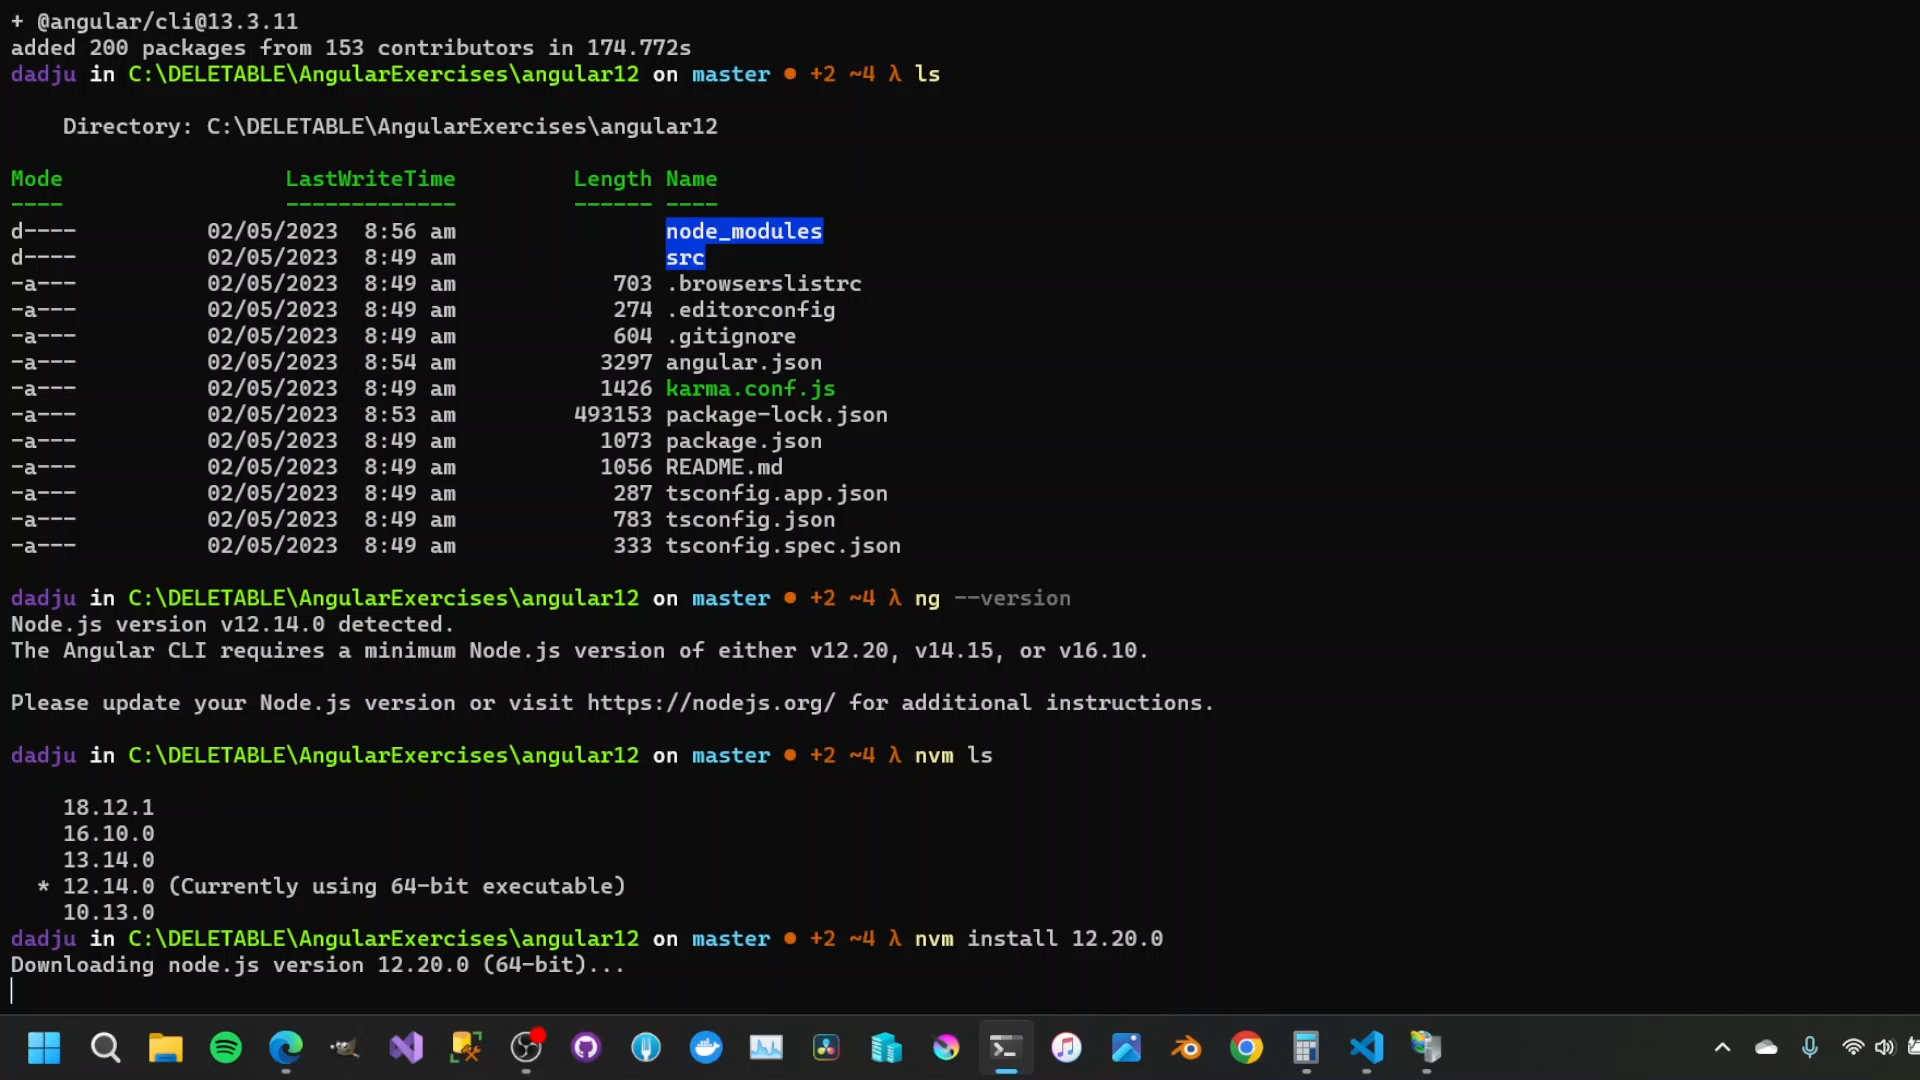 + @angular/cli@13.3.11
added 200 packages from 153 contributors in 174.772s
dadju in C:\DELETABLE\AngularExercises\angular12 on master ● +2 ~4 λ ls
Directory: C:\DELETABLE\AngularExercises\angular12
Mode LastWriteTime Length Name
---- ------------- ------ ----
d---- 02/05/2023 8:56 am node_modules
d---- 02/05/2023 8:49 am src
-a--- 02/05/2023 8:49 am 703 .browserslistrc
-a--- 02/05/2023 8:49 am 274 .editorconfig
-a--- 02/05/2023 8:49 am 604 .gitignore
-a--- 02/05/2023 8:54 am 3297 angular.json
-a--- 02/05/2023 8:49 am 1426 karma.conf.js
-a--- 02/05/2023 8:53 am 493153 package-lock.json
-a--- 02/05/2023 8:49 am 1073 package.json
-a--- 02/05/2023 8:49 am 1056 README.md
-a--- 02/05/2023 8:49 am 287 tsconfig.app.json
-a--- 02/05/2023 8:49 am 783 tsconfig.json
-a--- 02/05/2023 8:49 am 333 tsconfig.spec.json
dadju in C:\DELETABLE\AngularExercises\angular12 on master ● +2 ~4 λ ng --version
Node.js version v12.14.0 detected.
The Angular CLI requires a minimum Node.js version of either v12.20, v14.15, or v16.10.
Please update your Node.js version or visit https://nodejs.org/ for additional instructions.
dadju in C:\DELETABLE\AngularExercises\angular12 on master ● +2 ~4 λ nvm ls
18.12.1
16.10.0
13.14.0
* 12.14.0 (Currently using 64-bit executable)
10.13.0
dadju in C:\DELETABLE\AngularExercises\angular12 on master ● +2 ~4 λ nvm install 12.20.0
Downloading node.js version 12.20.0 (64-bit)...